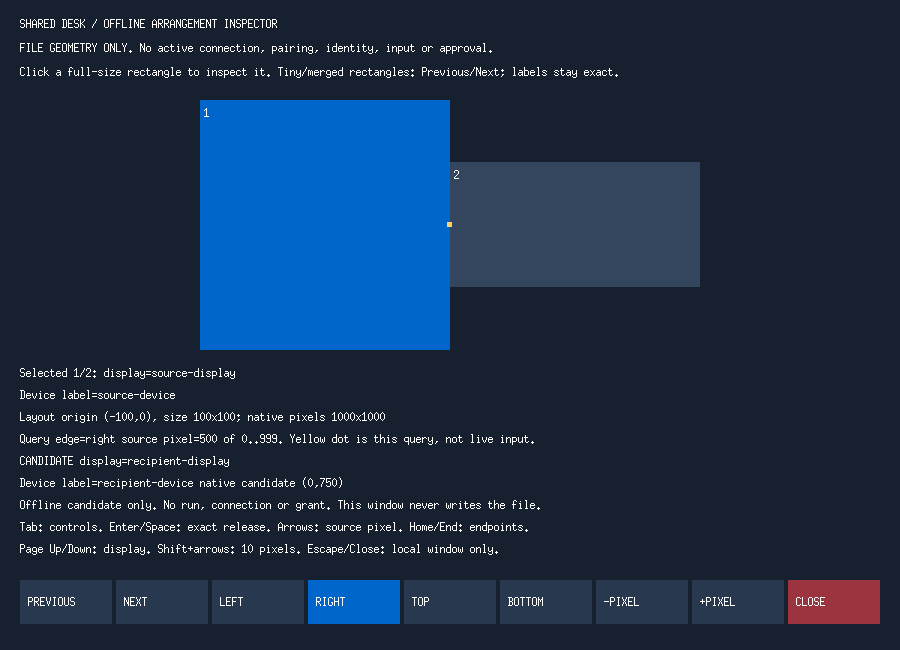 SHARED DESK / OFFLINE ARRANGEMENT INSPECTOR
FILE GEOMETRY ONLY. No active connection, pairing, identity, input or approval.
Click a full-size rectangle to inspect it. Tiny/merged rectangles: Previous/Next; labels stay exact.
1
2
Selected 1/2: display=source-display
Device label=source-device
Layout origin (-100,0), size 100x100; native pixels 1000x1000
Query edge=right source pixel=500 of 0..999. Yellow dot is this query, not live input.
CANDIDATE display=recipient-display
Device label=recipient-device native candidate (0,750)
Offline candidate only. No run, connection or grant. This window never writes the file.
Tab: controls. Enter/Space: exact release. Arrows: source pixel. Home/End: endpoints.
Page Up/Down: display. Shift+arrows: 10 pixels. Escape/Close: local window only.
PREVIOUS NEXT LEFT RIGHT TOP BOTTOM -PIXEL +PIXEL CLOSE